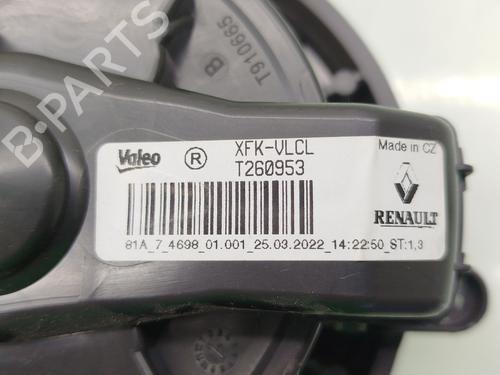 T910665
B
B-PARTS
Valeo
R
XFK-VLCL
T260953
Made in CZ
RENAULT
81A_7_4698_01.001_25.03.2022_14:22:50_ST:1,3